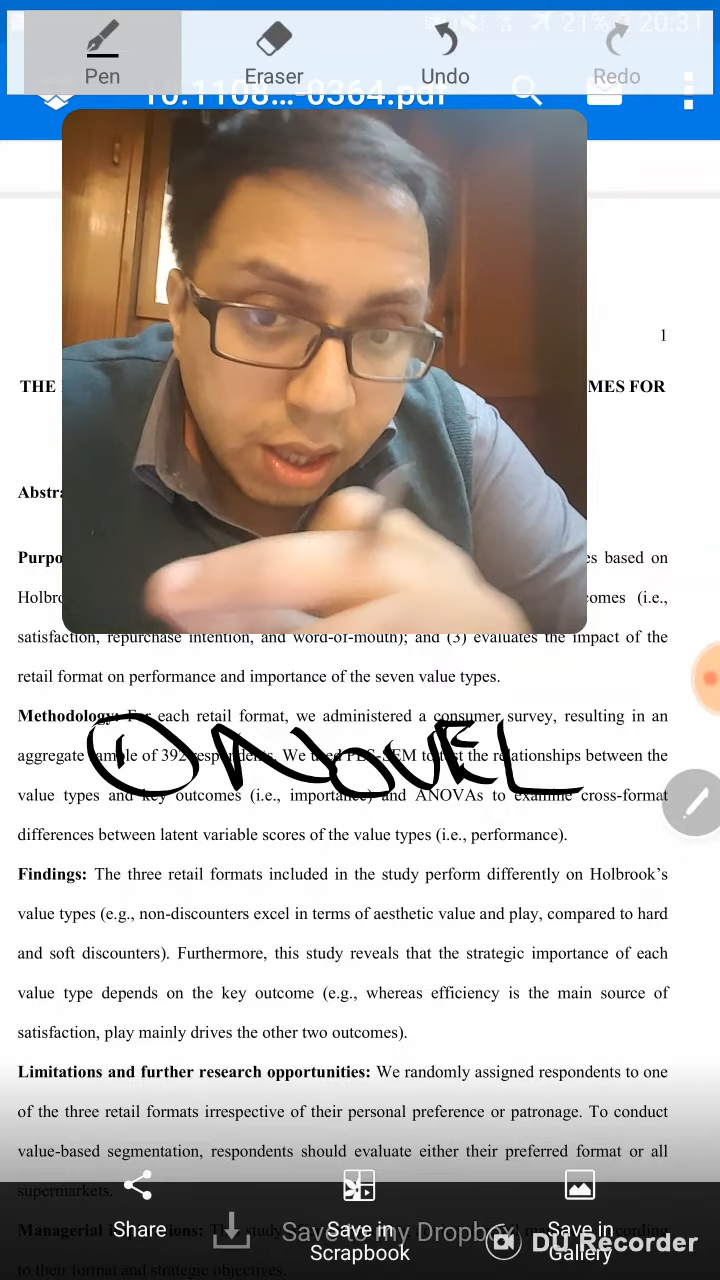 21% 20:31
Pen Eraser Undo Redo
10.1108...-0364.pdf
1
THE MES FOR
Abstra
Purpo es based on
Holbro comes (i.e.,
satisfaction, repurchase intention, and word-of-mouth); and (3) evaluates the impact of the
retail format on performance and importance of the seven value types.
Methodology: For each retail format, we administered a consumer survey, resulting in an
aggregate sample of 392 respondents. We used PLS-SEM to test the relationships between the
value types and key outcomes (i.e., importance) and ANOVAs to examine cross-format
differences between latent variable scores of the value types (i.e., performance).
1 NOVEL
Findings: The three retail formats included in the study perform differently on Holbrook’s
value types (e.g., non-discounters excel in terms of aesthetic value and play, compared to hard
and soft discounters). Furthermore, this study reveals that the strategic importance of each
value type depends on the key outcome (e.g., whereas efficiency is the main source of
satisfaction, play mainly drives the other two outcomes).
Limitations and further research opportunities: We randomly assigned respondents to one
of the three retail formats irrespective of their personal preference or patronage. To conduct
value-based segmentation, respondents should evaluate either their preferred format or all
supermarkets.
Share Save in Scrapbook Save in Gallery
Save to my Dropbox
DU Recorder
to their format and strategic objectives.